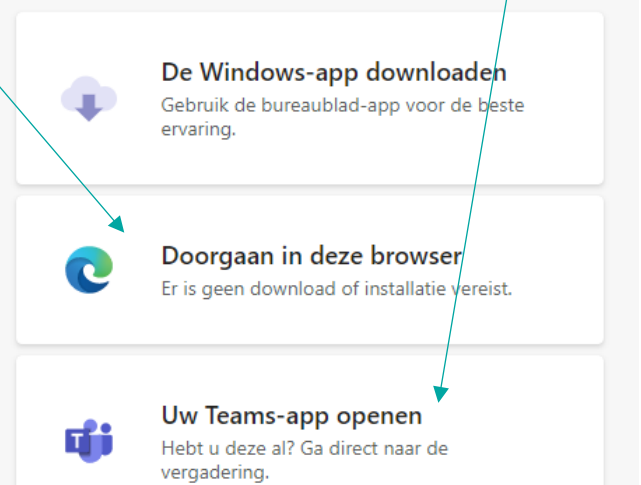 De Windows-app downloaden
Gebruik de bureaublad-app voor de beste
ervaring.
Doorgaan in deze browser
Er is geen download of installatie vereist.
Uw Teams-app openen
Hebt u deze al? Ga direct naar de
vergadering.